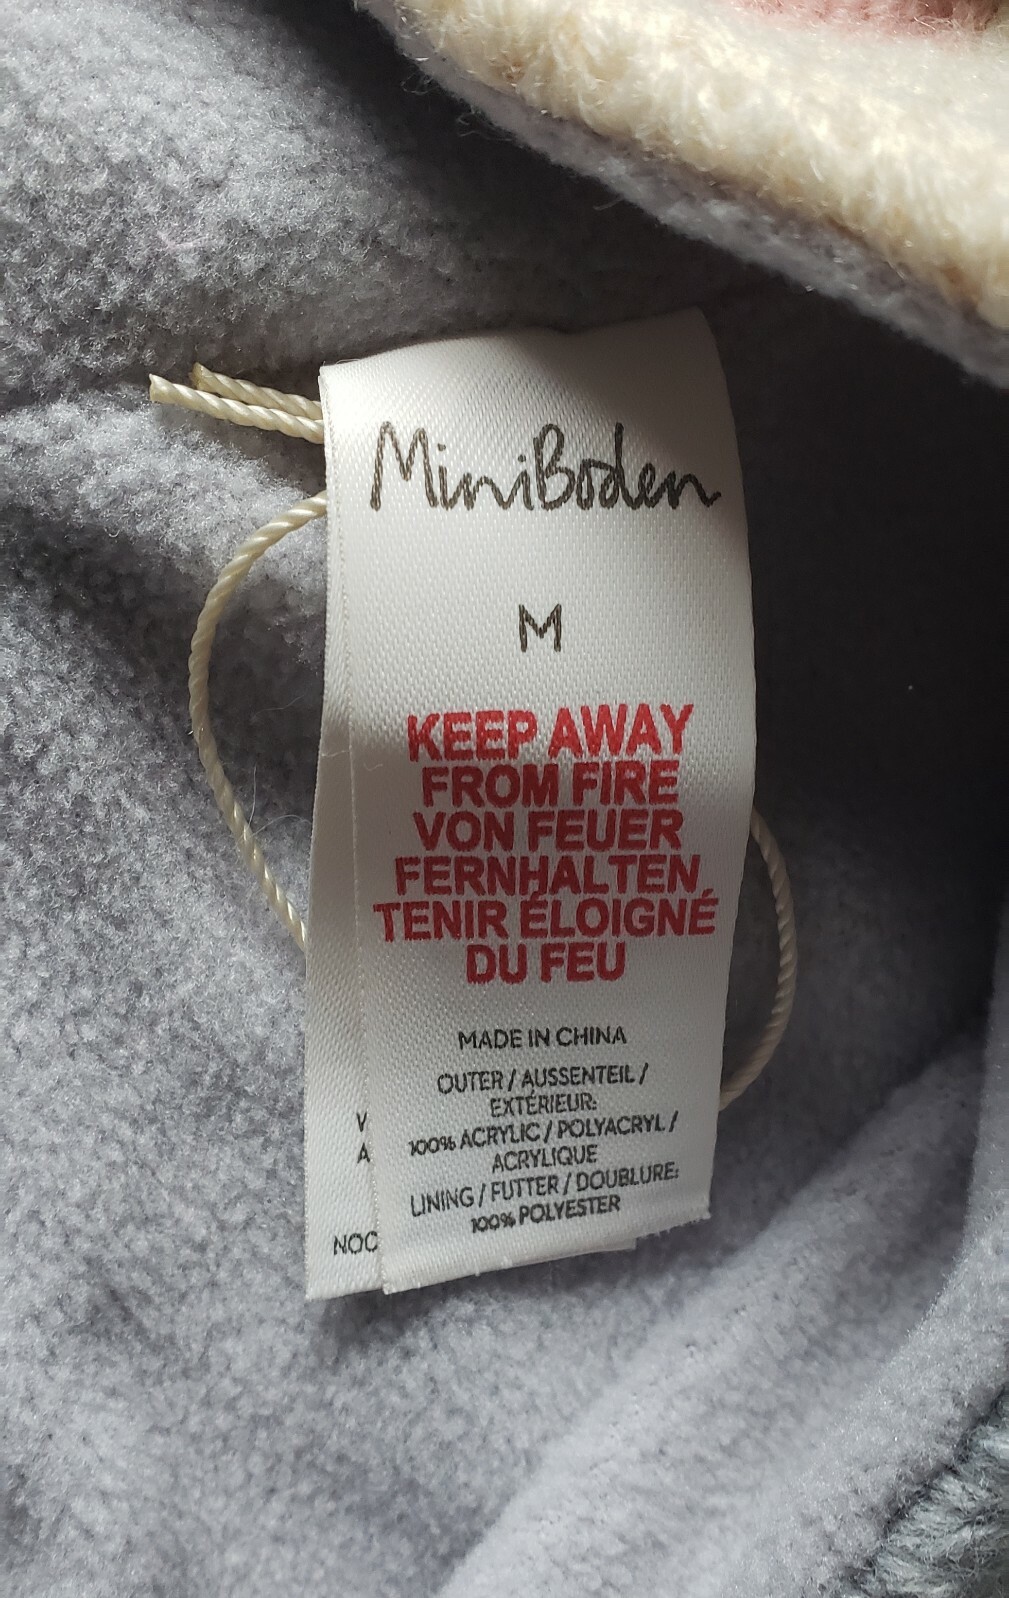 MiniBoden
M
KEEP AWAY
FROM FIRE
VON FEUER
FERNHALTEN
TENIR ÉLOIGNÉ
DU FEU
MADE IN CHINA
OUTER / AUSSENTEIL /
EXTÉRIEUR:
100% ACRYLIC / POLYACRYL /
ACRYLIQUE
LINING / FUTTER / DOUBLURE:
100% POLYESTER